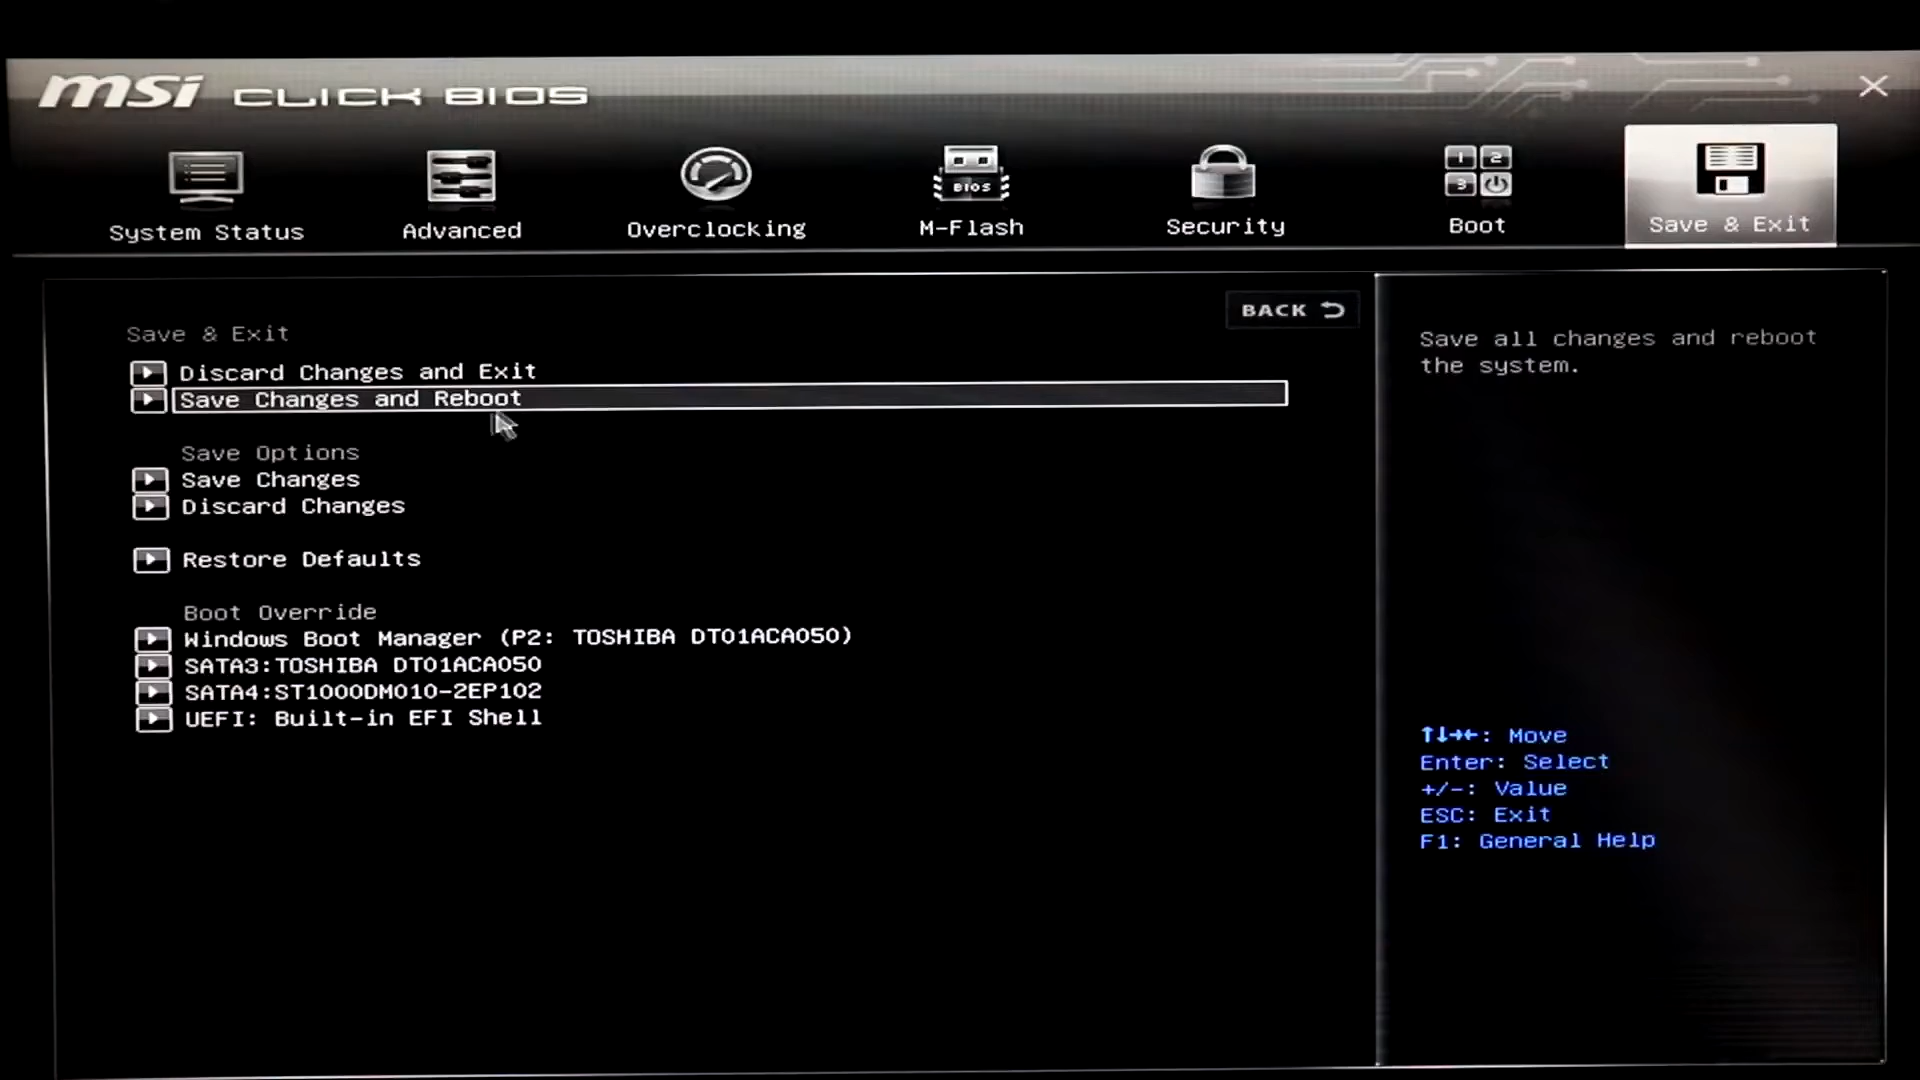 msi CLICK BIOS
System Status
Advanced
Overclocking
BIOS
M-Flash
Security
1 2
3
Boot
Save & Exit
BACK
Save & Exit
Discard Changes and Exit
Save Changes and Reboot
Save Options
Save Changes
Discard Changes
Restore Defaults
Boot Override
Windows Boot Manager (P2: TOSHIBA DT01ACA050)
SATA3:TOSHIBA DT01ACA050
SATA4:ST1000DM010-2EP102
UEFI: Built-in EFI Shell
Save all changes and reboot
the system.
↑↓→←: Move
Enter: Select
+/-: Value
ESC: Exit
F1: General Help